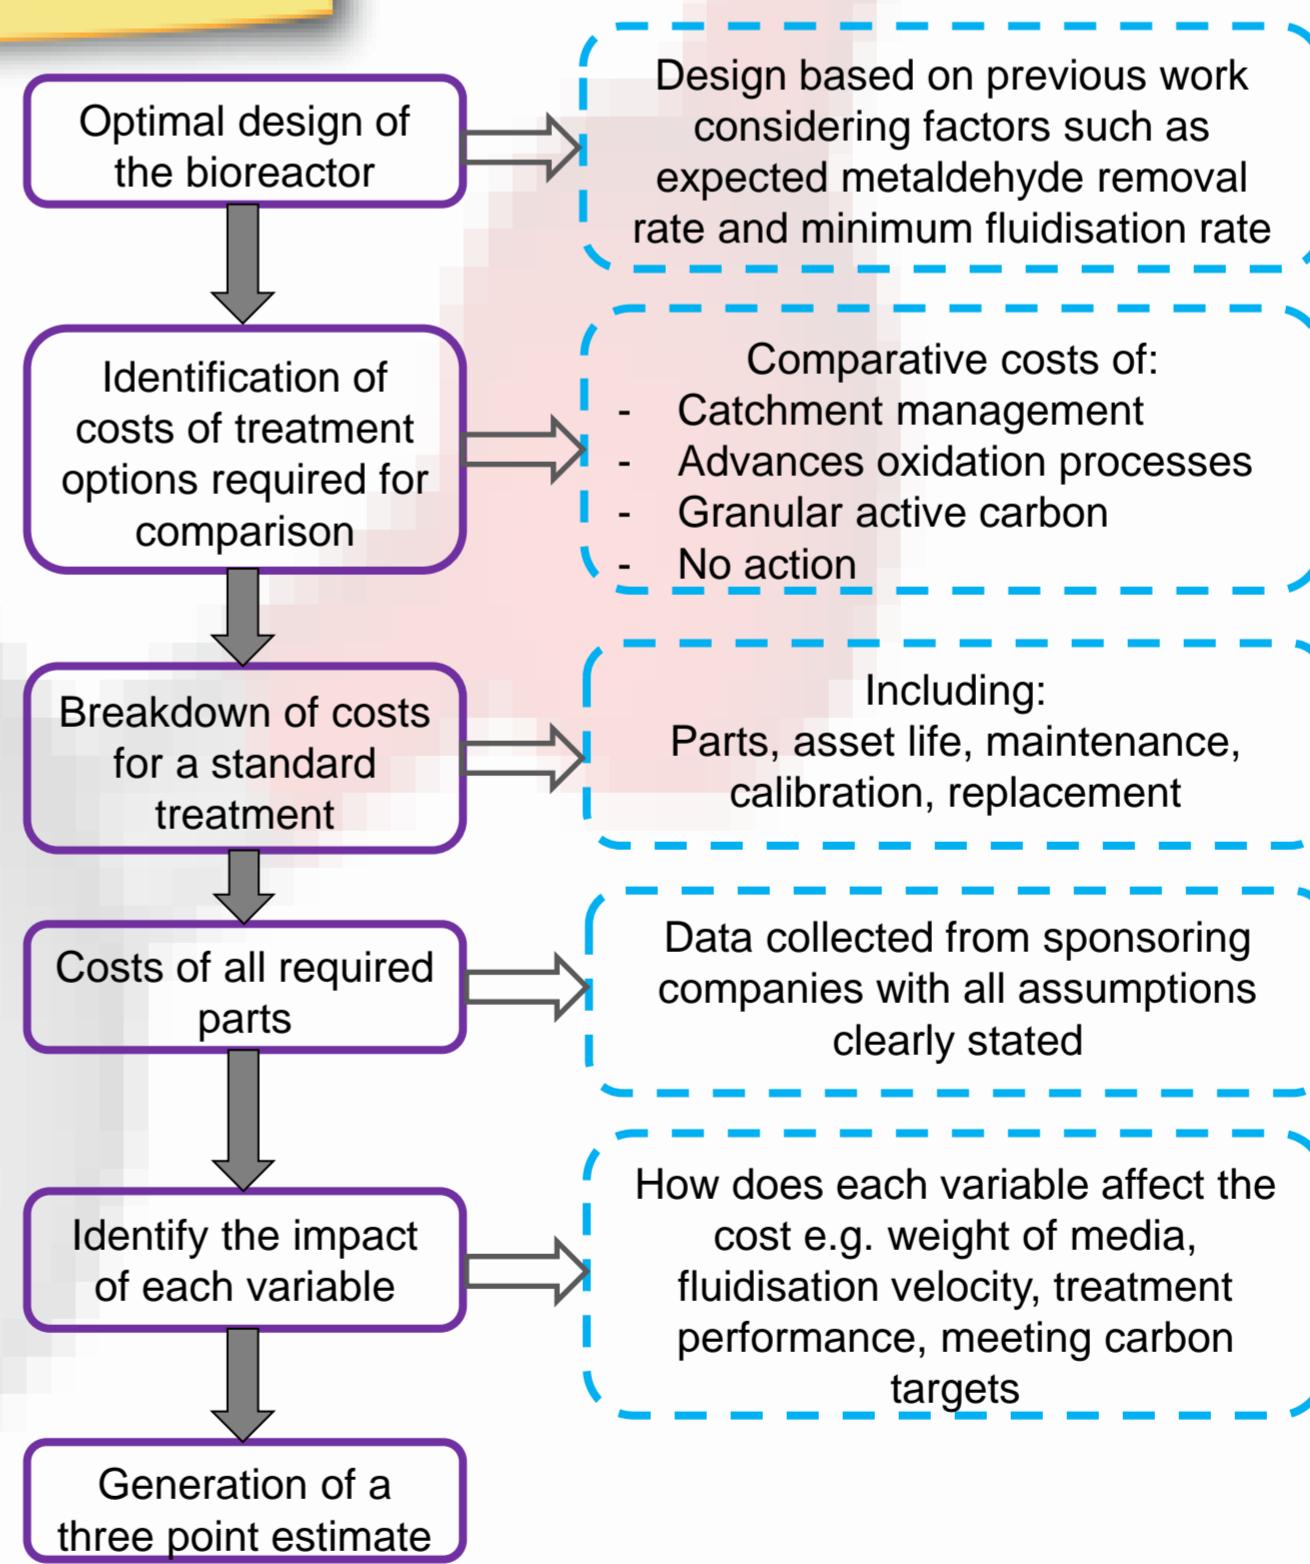 Optimal design of
the bioreactor
Design based on previous work
considering factors such as
expected metaldehyde removal
rate and minimum fluidisation rate
Identification of
costs of treatment
options required for
comparison
Comparative costs of:
- Catchment management
- Advances oxidation processes
- Granular active carbon
- No action
Breakdown of costs
for a standard
treatment
Including:
Parts, asset life, maintenance,
calibration, replacement
Costs of all required
parts
Data collected from sponsoring
companies with all assumptions
clearly stated
Identify the impact
of each variable
How does each variable affect the
cost e.g. weight of media,
fluidisation velocity, treatment
performance, meeting carbon
targets
Generation of a
three point estimate